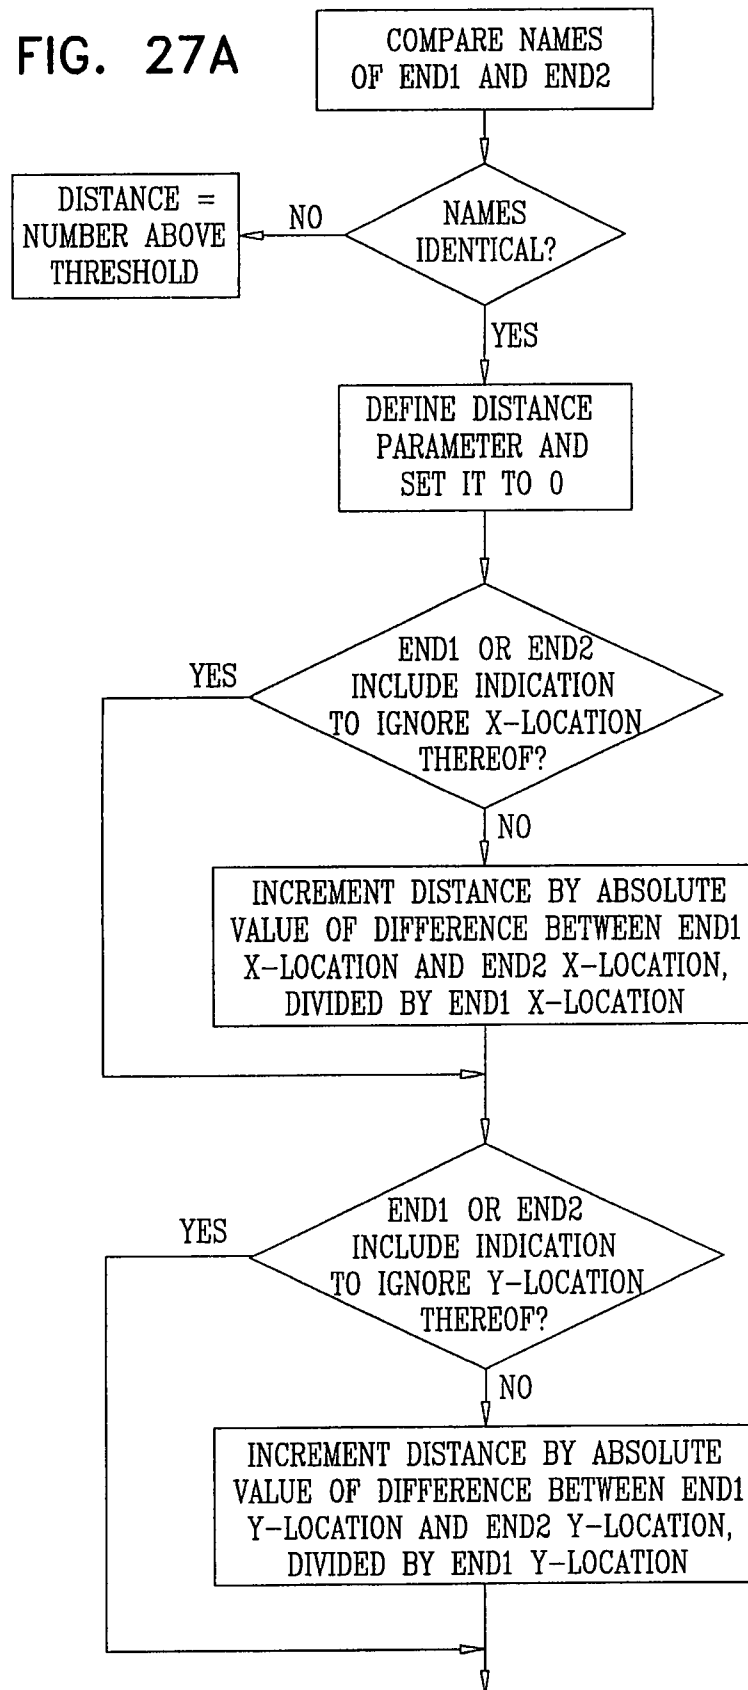 FIG. 27A
COMPARE NAMES
OF END1 AND END2
NAMES
IDENTICAL?
NO
DISTANCE =
NUMBER ABOVE
THRESHOLD
YES
DEFINE DISTANCE
PARAMETER AND
SET IT TO 0
END1 OR END2
INCLUDE INDICATION
TO IGNORE X-LOCATION
THEREOF?
YES
NO
INCREMENT DISTANCE BY ABSOLUTE
VALUE OF DIFFERENCE BETWEEN END1
X-LOCATION AND END2 X-LOCATION,
DIVIDED BY END1 X-LOCATION
END1 OR END2
INCLUDE INDICATION
TO IGNORE Y-LOCATION
THEREOF?
YES
NO
INCREMENT DISTANCE BY ABSOLUTE
VALUE OF DIFFERENCE BETWEEN END1
Y-LOCATION AND END2 Y-LOCATION,
DIVIDED BY END1 Y-LOCATION